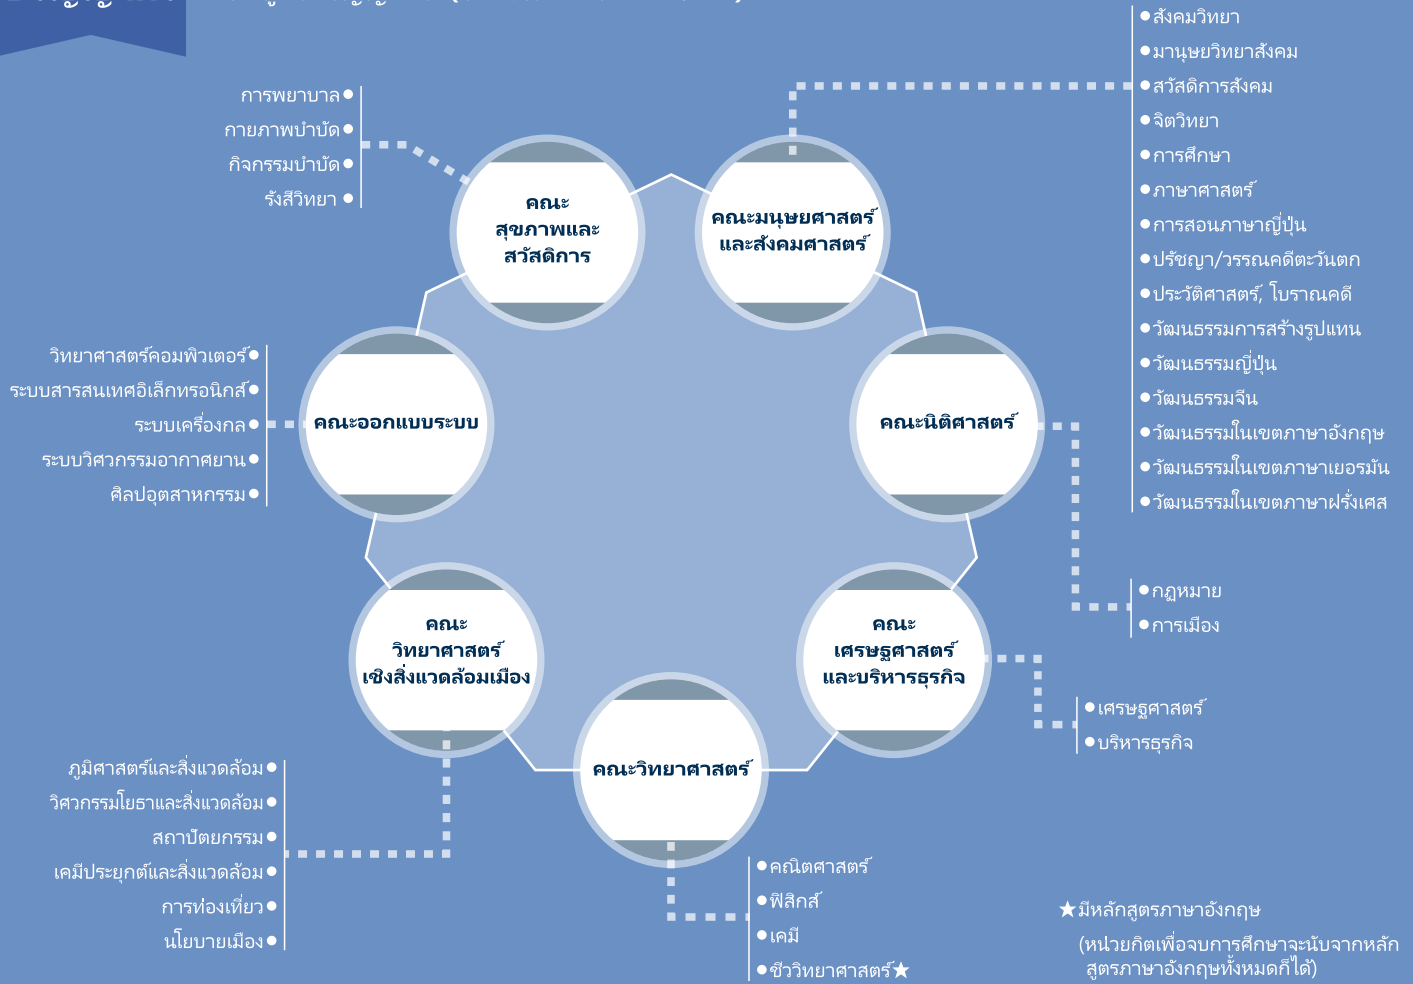 การพยาบาล
กายภาพบำบัด
กิจกรรมบำบัด
รังสีวิทยา
คณะ
สุขภาพและ
สวัสดิการ
คณะมนุษยศาสตร์
และสังคมศาสตร์
สังคมวิทยา
มานุษยวิทยาสังคม
สวัสดิการสังคม
จิตวิทยา
การศึกษา
ภาษาศาสตร์
การสอนภาษาญี่ปุ่น
ปรัชญา/วรรณคดีตะวันตก
ประวัติศาสตร์, โบราณคดี
วัฒนธรรมการสร้างรูปแทน
วัฒนธรรมญี่ปุ่น
วัฒนธรรมจีน
วัฒนธรรมในเขตภาษาอังกฤษ
วัฒนธรรมในเขตภาษาเยอรมัน
วัฒนธรรมในเขตภาษาฝรั่งเศส
วิทยาศาสตร์คอมพิวเตอร์
ระบบสารสนเทศอิเล็กทรอนิกส์
ระบบเครื่องกล
ระบบวิศวกรรมอากาศยาน
ศิลปอุตสาหกรรม
คณะออกแบบระบบ
คณะนิติศาสตร์
กฏหมาย
การเมือง
คณะ
วิทยาศาสตร์
เชิงสิ่งแวดล้อมเมือง
คณะ
เศรษฐศาสตร์
และบริหารธุรกิจ
เศรษฐศาสตร์
บริหารธุรกิจ
ภูมิศาสตร์และสิ่งแวดล้อม
วิศวกรรมโยธาและสิ่งแวดล้อม
สถาปัตยกรรม
เคมีประยุกต์และสิ่งแวดล้อม
การท่องเที่ยว
นโยบายเมือง
คณะวิทยาศาสตร์
คณิตศาสตร์
ฟิสิกส์
เคมี
ชีววิทยาศาสตร์★
★มีหลักสูตรภาษาอังกฤษ
(หน่วยกิตเพื่อจบการศึกษาจะนับจากหลัก
สูตรภาษาอังกฤษทั้งหมดก็ได้)